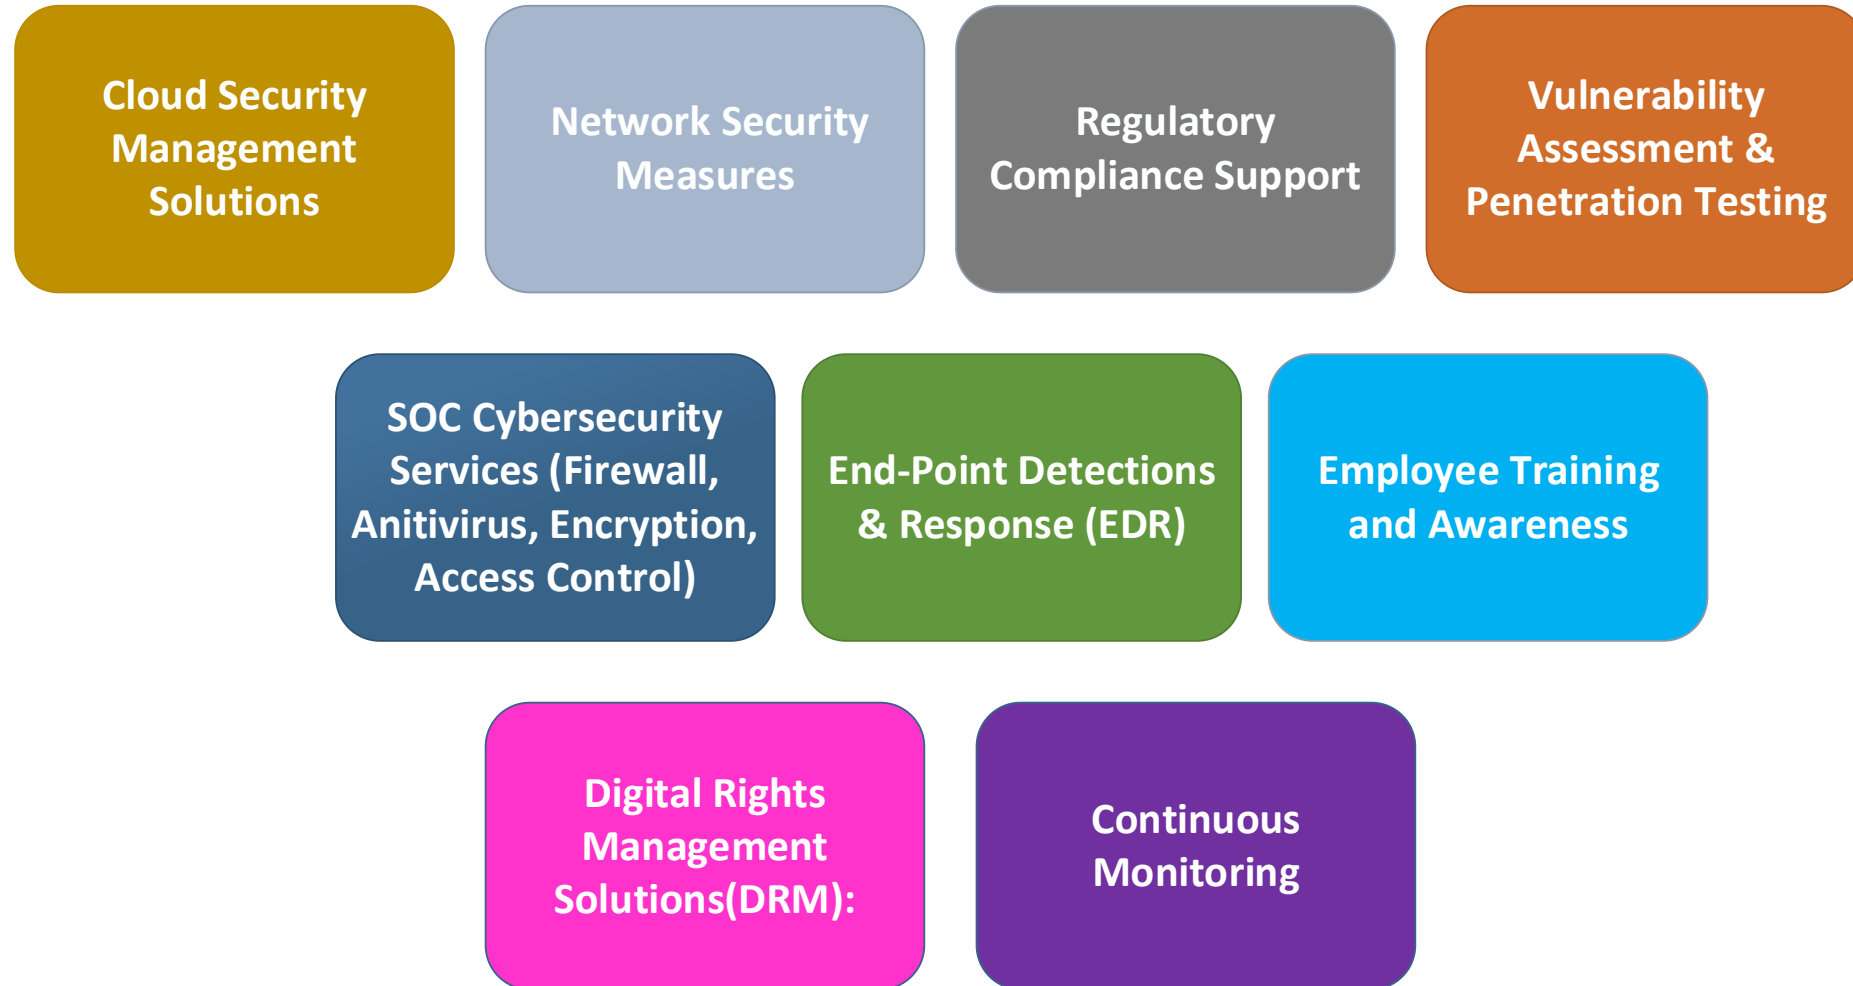 Cloud Security
Management
Solutions
Network Security
Measures
Regulatory
Compliance Support
Vulnerability
Assessment &
Penetration Testing
SOC Cybersecurity
Services (Firewall,
Anitivirus, Encryption,
Access Control)
End-Point Detections
& Response (EDR)
Employee Training
and Awareness
Digital Rights
Management
Solutions(DRM):
Continuous
Monitoring